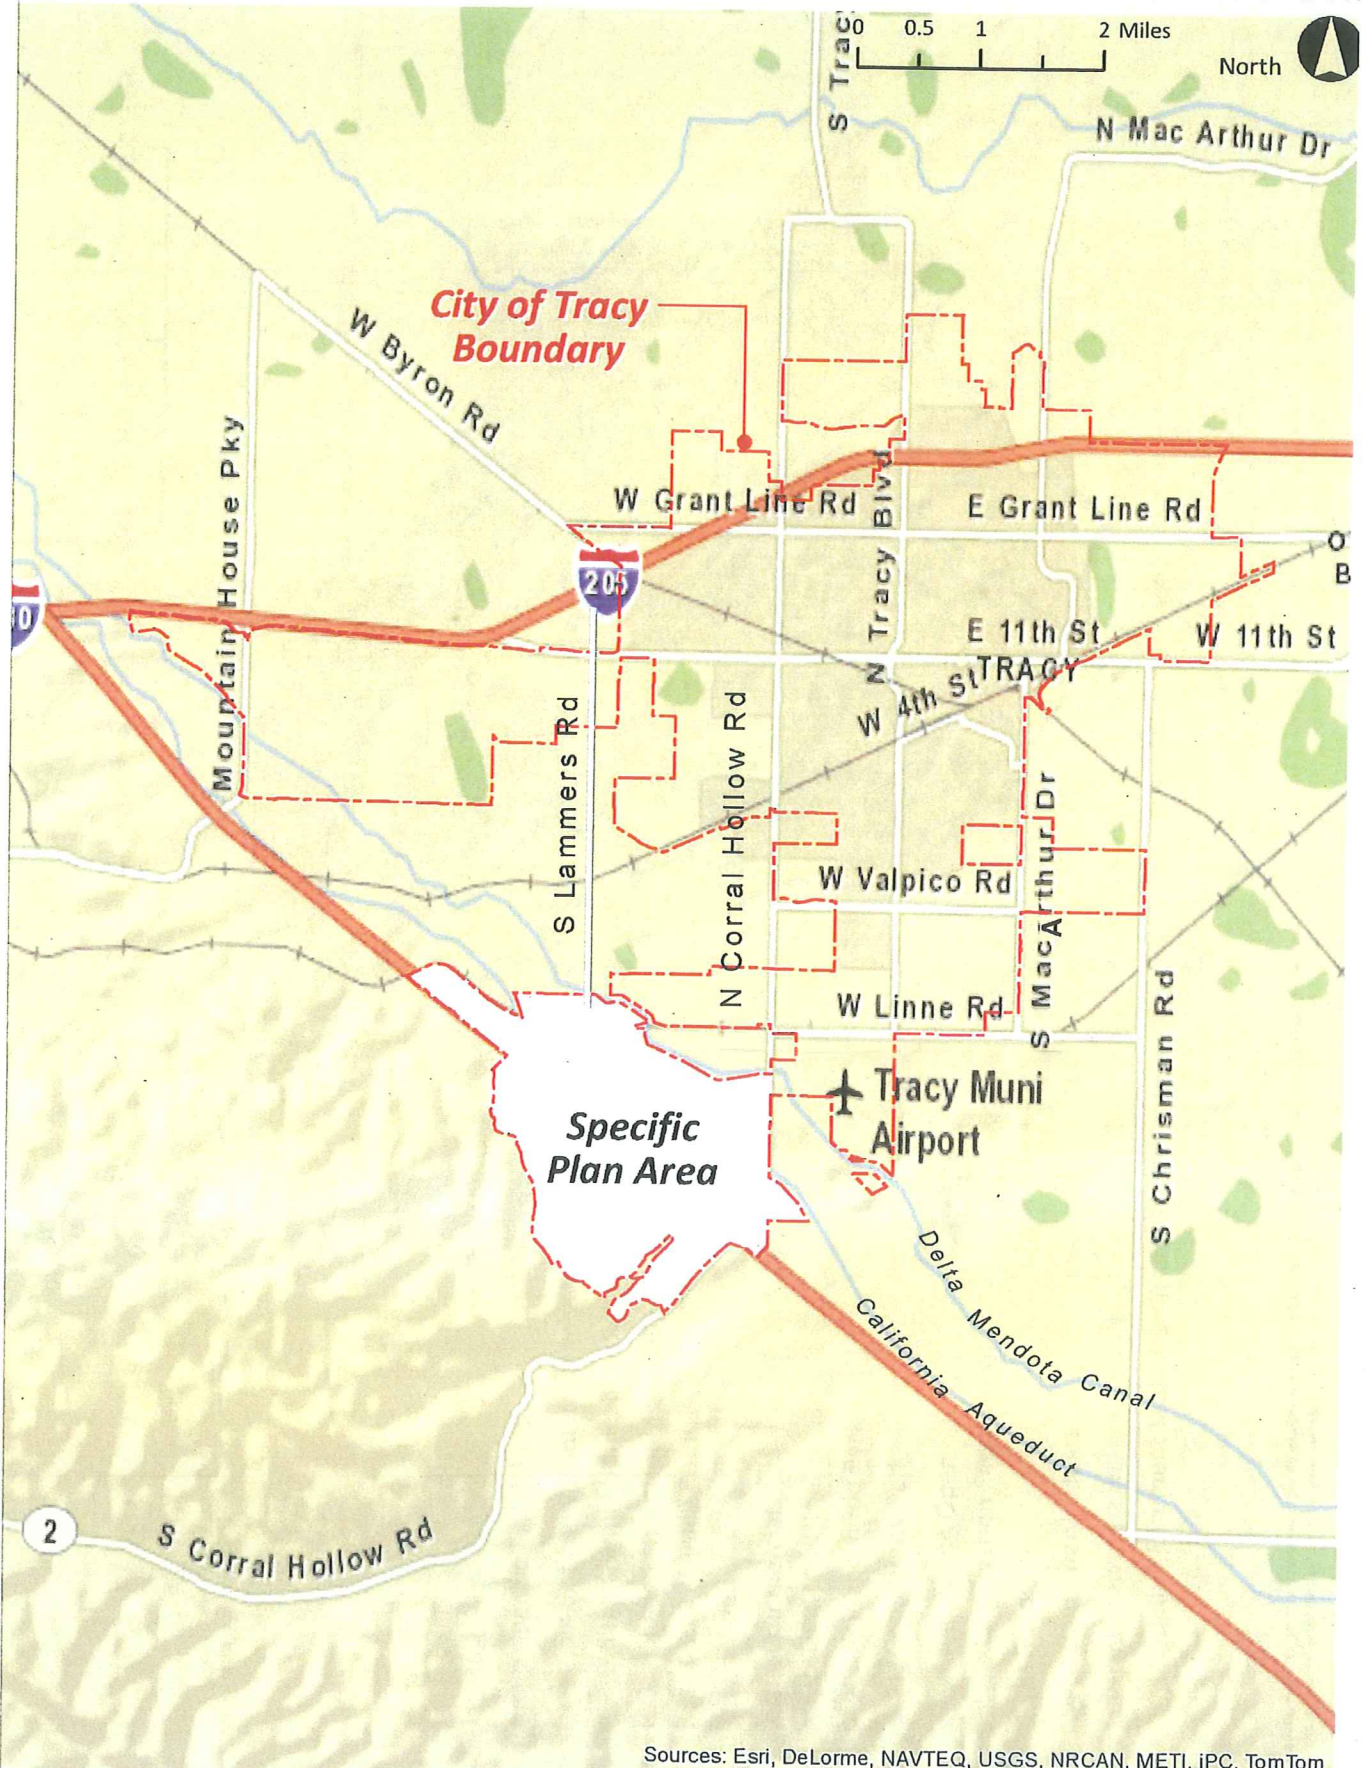 0 0.5 1 2 Miles
North
S Tracy
N Mac Arthur Dr
City of Tracy
Boundary
W Byron Rd
Mountain House Pky
W Grant Line Rd
N Tracy Blvd
E Grant Line Rd
205
E 11th St
W 11th St
TRACY
W 4th St
S Lammers Rd
N Corral Hollow Rd
W Valpico Rd
S MacArthur Dr
A
W Linne Rd
S Chrisman Rd
Tracy Muni
Airport
Specific
Plan Area
Delta Mendota Canal
California Aqueduct
2
S Corral Hollow Rd
Sources: Esri, DeLorme, NAVTEQ, USGS, NRCAN, METI, iPC, TomTom